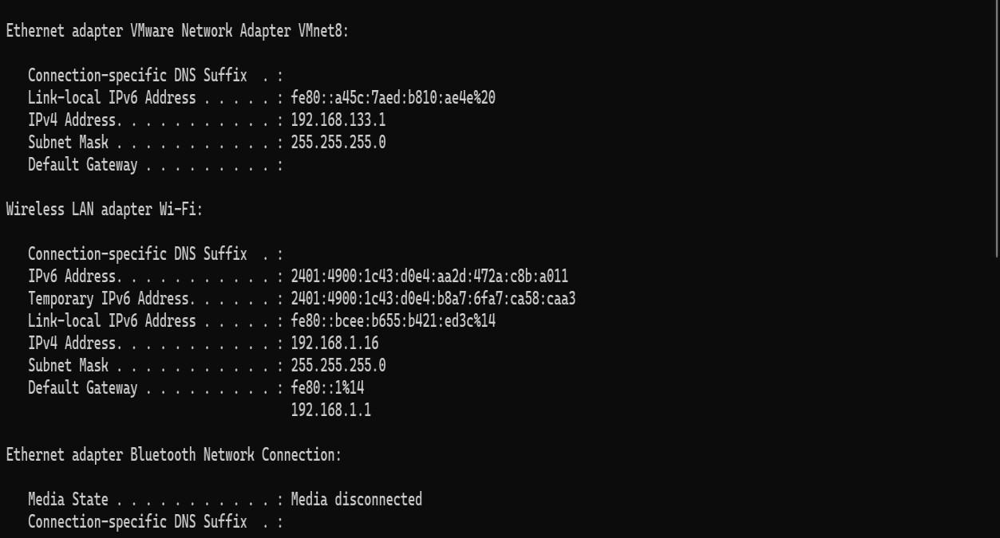 Ethernet adapter VMware Network Adapter VMnet8:
Connection-specific DNS Suffix  . :
Link-local IPv6 Address . . . . . : fe80::a45c:7aed:b810:ae4e%20
IPv4 Address. . . . . . . . . . . : 192.168.133.1
Subnet Mask . . . . . . . . . . . : 255.255.255.0
Default Gateway . . . . . . . . . :
Wireless LAN adapter Wi-Fi:
Connection-specific DNS Suffix  . :
IPv6 Address. . . . . . . . . . . : 2401:4900:1c43:d0e4:aa2d:472a:c8b:a011
Temporary IPv6 Address. . . . . . : 2401:4900:1c43:d0e4:b8a7:6fa7:ca58:caa3
Link-local IPv6 Address . . . . . : fe80::bcee:b655:b421:ed3c%14
IPv4 Address. . . . . . . . . . . : 192.168.1.16
Subnet Mask . . . . . . . . . . . : 255.255.255.0
Default Gateway . . . . . . . . . : fe80::1%14
192.168.1.1
Ethernet adapter Bluetooth Network Connection:
Media State . . . . . . . . . . . : Media disconnected
Connection-specific DNS Suffix  . :